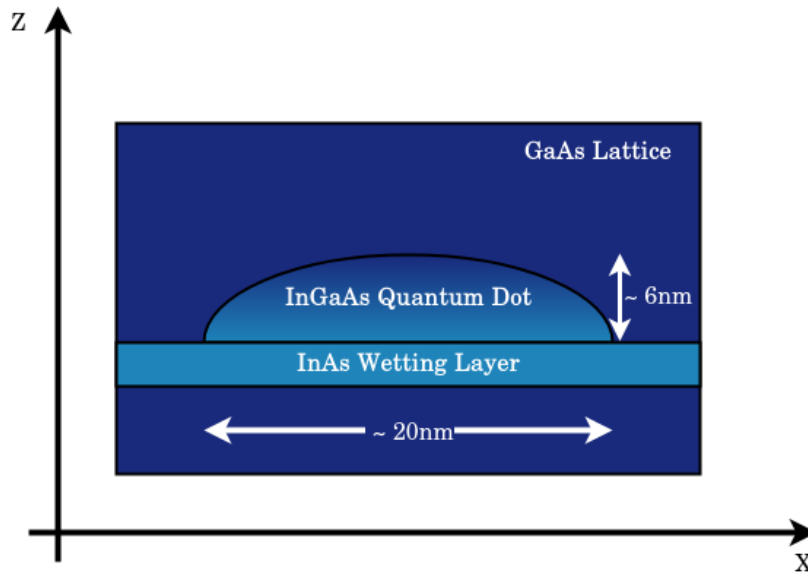 Z
GaAs Lattice
InGaAs Quantum Dot
~ 6nm
InAs Wetting Layer
~ 20nm
X